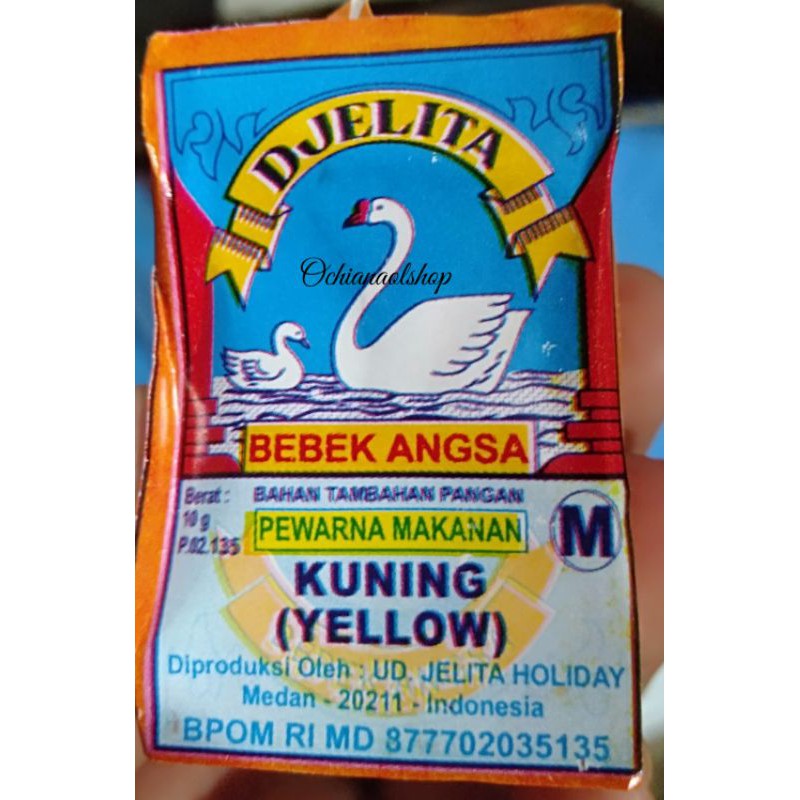 DJELITA
Ochianaolshop
BEBEK ANGSA
Berat :
10 g
P.02.135
BAHAN TAMBAHAN PANGAN
PEWARNA MAKANAN
M
KUNING
(YELLOW)
Diproduksi Oleh : UD. JELITA HOLIDAY
Medan - 20211 - Indonesia
BPOM RI MD 877702035135